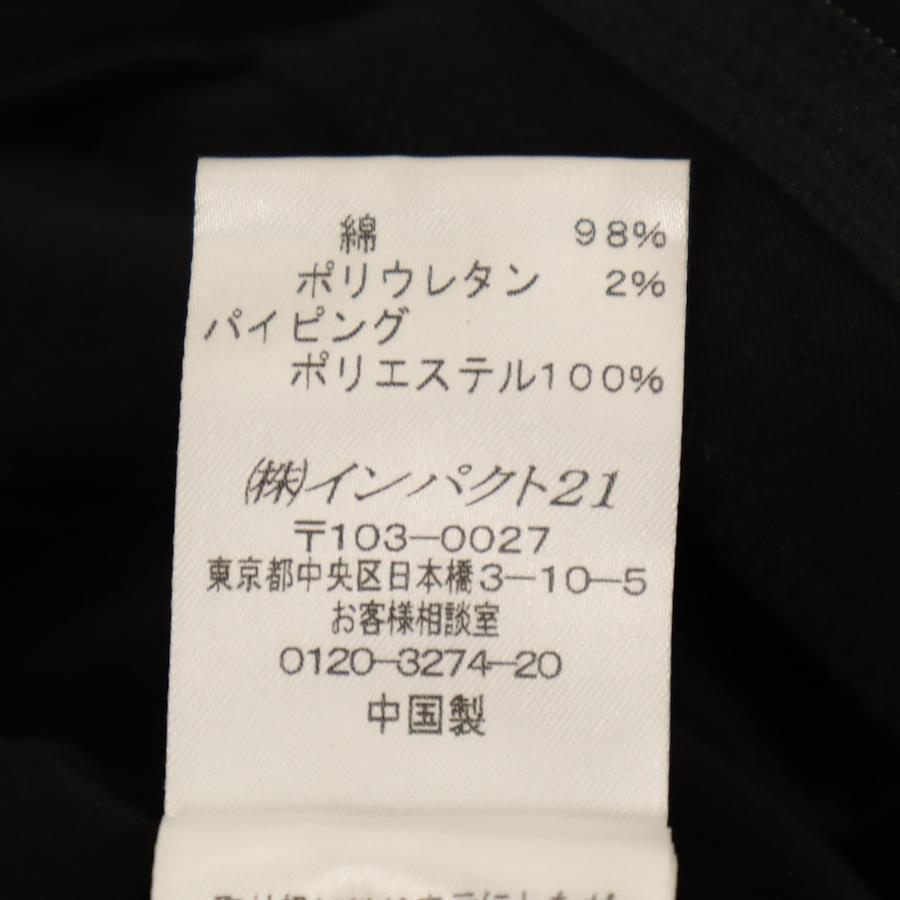 綿 98%
ポリウレタン 2%
パイピング
ポリエステル100%
(株)インパクト21
〒103-0027
東京都中央区日本橋3-10-5
お客様相談室
0120-3274-20
中国製